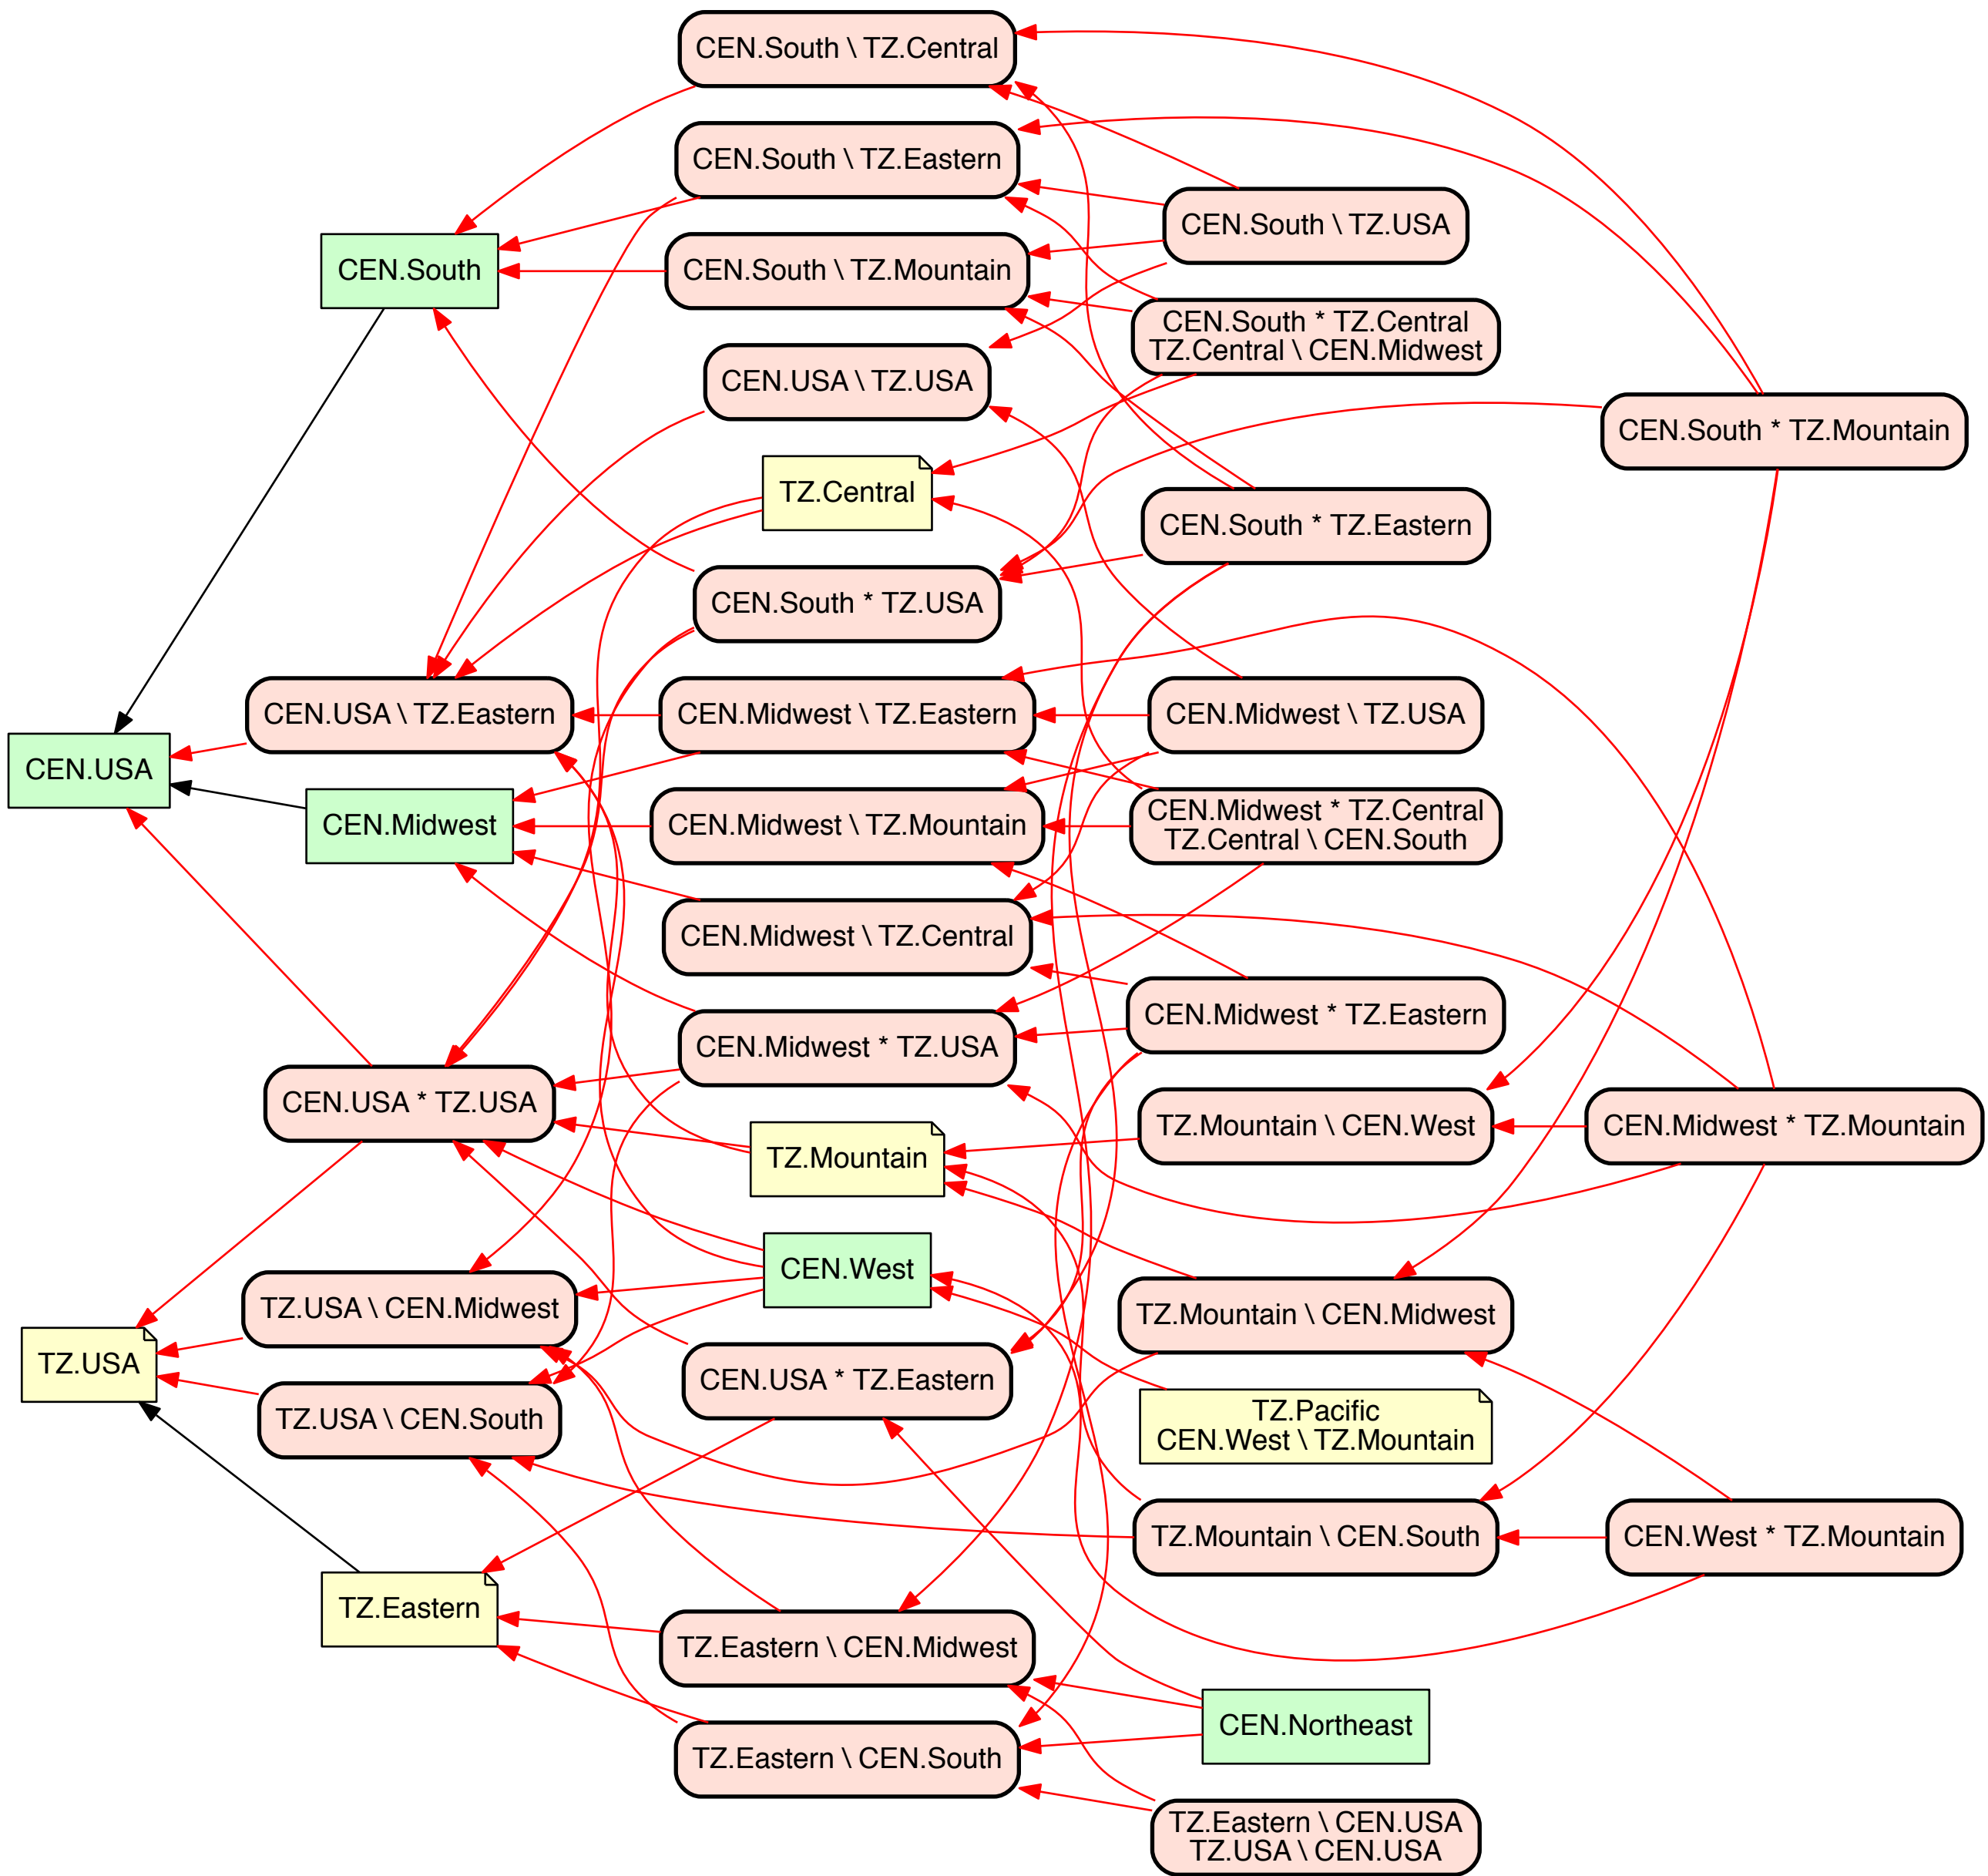 CEN.South \ TZ.Central
CEN.South \ TZ.Eastern
CEN.South \ TZ.USA
CEN.South
CEN.South \ TZ.Mountain
CEN.South * TZ.Central
TZ.Central \ CEN.Midwest
CEN.USA \ TZ.USA
CEN.South * TZ.Mountain
TZ.Central
CEN.South * TZ.Eastern
CEN.South * TZ.USA
CEN.USA \ TZ.Eastern
CEN.Midwest \ TZ.Eastern
CEN.Midwest \ TZ.USA
CEN.USA
CEN.Midwest
CEN.Midwest \ TZ.Mountain
CEN.Midwest * TZ.Central
TZ.Central \ CEN.South
CEN.Midwest \ TZ.Central
CEN.Midwest * TZ.Eastern
CEN.Midwest * TZ.USA
CEN.USA * TZ.USA
TZ.Mountain \ CEN.West
CEN.Midwest * TZ.Mountain
TZ.Mountain
CEN.West
TZ.USA \ CEN.Midwest
TZ.Mountain \ CEN.Midwest
TZ.USA
CEN.USA * TZ.Eastern
TZ.USA \ CEN.South
TZ.Pacific
CEN.West \ TZ.Mountain
TZ.Mountain \ CEN.South
CEN.West * TZ.Mountain
TZ.Eastern
TZ.Eastern \ CEN.Midwest
CEN.Northeast
TZ.Eastern \ CEN.South
TZ.Eastern \ CEN.USA
TZ.USA \ CEN.USA